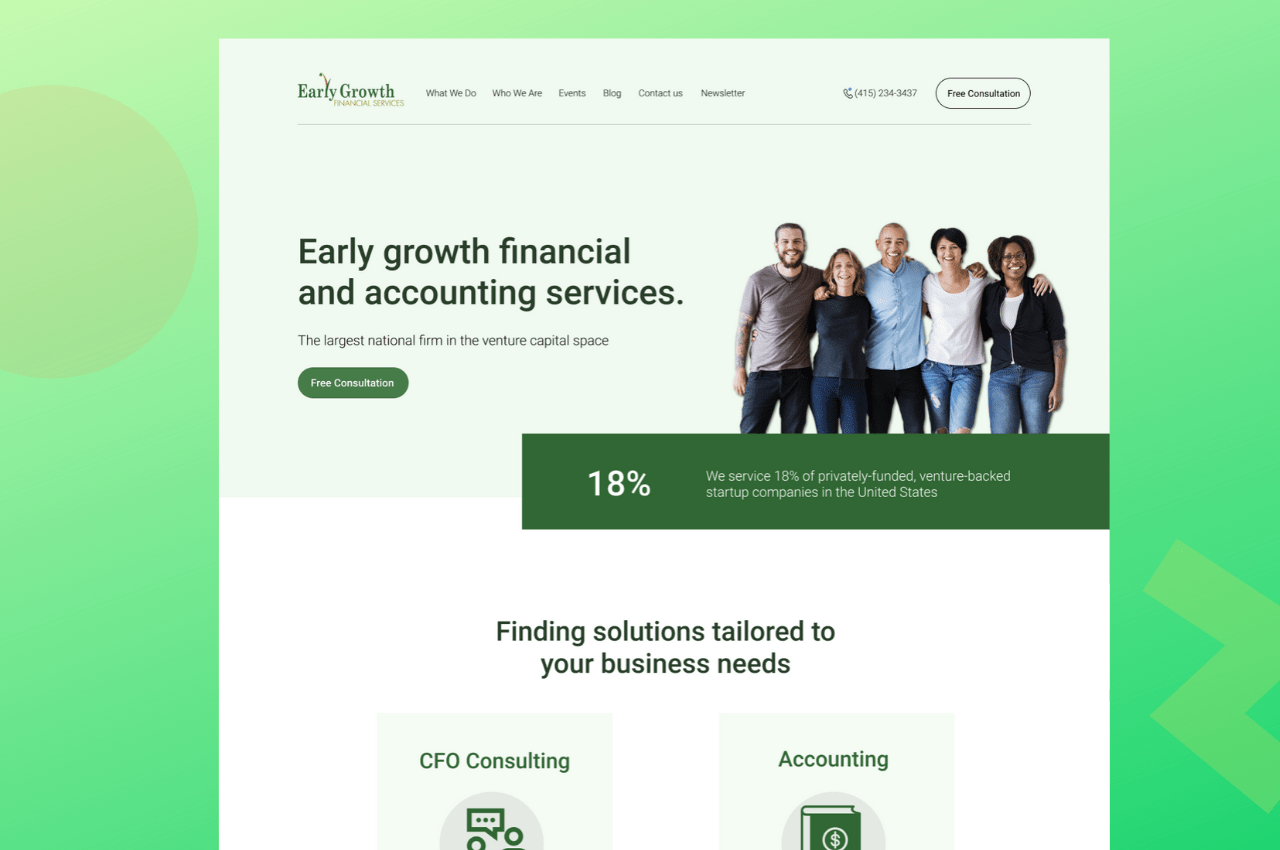 Early Growth
FINANCIAL SERVICES
What We Do
Who We Are
Events
Blog
Contact us
Newsletter
(415) 234-3437
Free Consultation
Early growth financial
and accounting services.
The largest national firm in the venture capital space
Free Consultation
18%
We service 18% of privately-funded, venture-backed
startup companies in the United States
Finding solutions tailored to
your business needs
CFO Consulting
Accounting
$